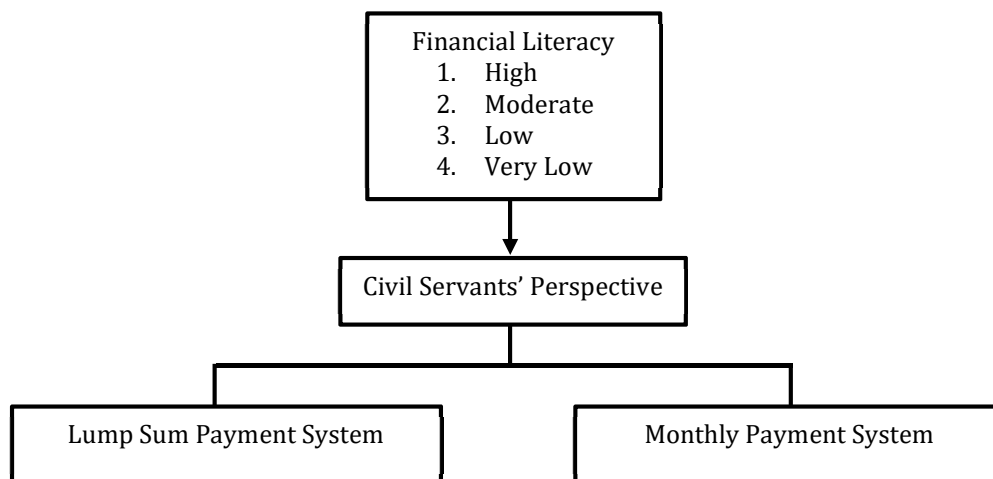 Financial Literacy
1. High
2. Moderate
3. Low
4. Very Low
Civil Servants’ Perspective
Lump Sum Payment System
Monthly Payment System